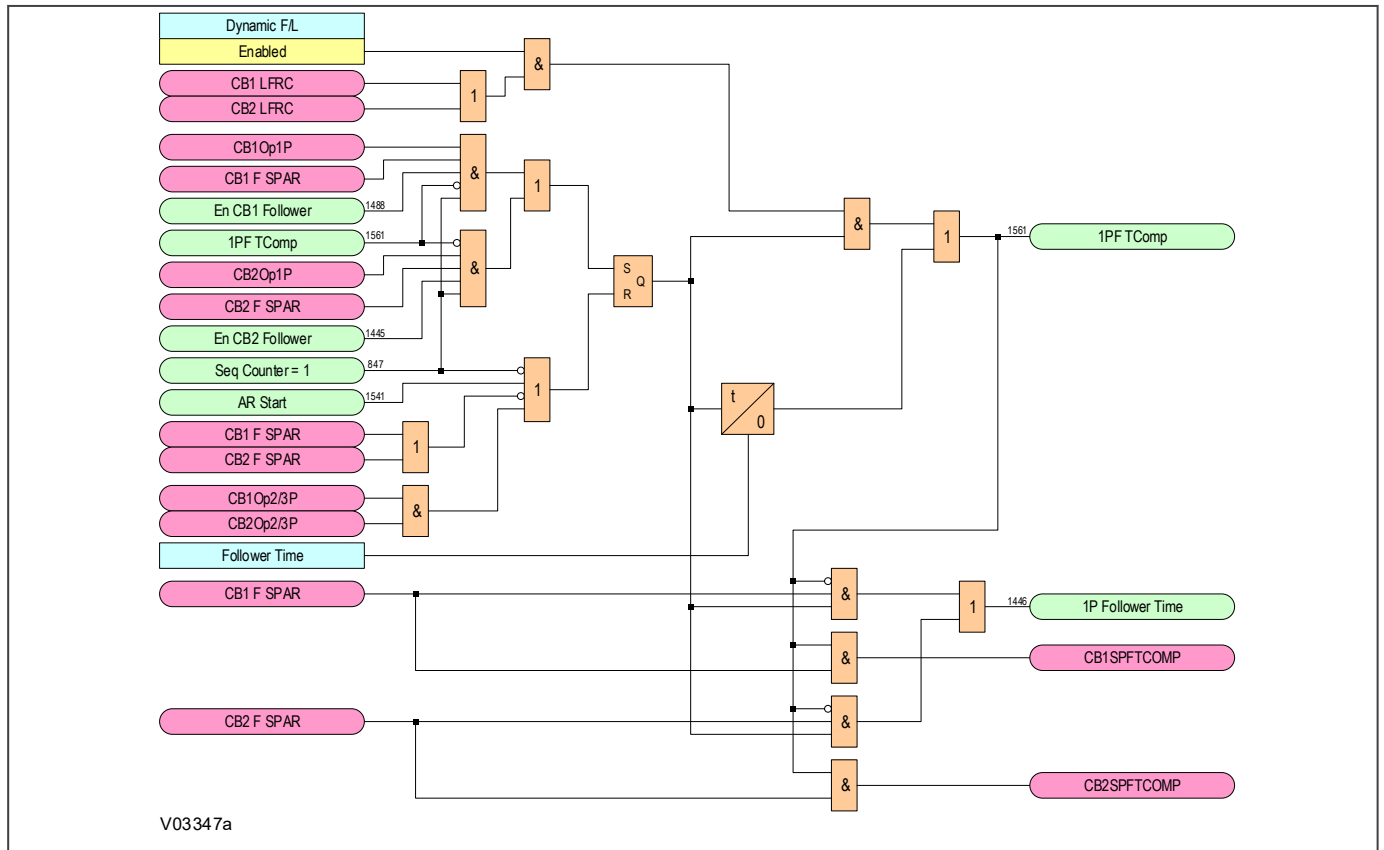 Dynamic F/L
Enabled
&
CB1 LFRC
1
CB2 LFRC
CB1Op1P
CB1 F SPAR
&
1
En CB1 Follower
1488
&
1
1PF TComp
1561
1561
1PF TComp
CB2Op1P
&
S
Q
R
CB2 F SPAR
En CB2 Follower
1445
Seq Counter = 1
847
1
AR Start
1541
t
0
CB1 F SPAR
1
CB2 F SPAR
CB1Op2/3P
&
CB2Op2/3P
Follower Time
CB1 F SPAR
&
1
1446
1P Follower Time
&
CB1SPFTCOMP
CB2 F SPAR
&
&
CB2SPFTCOMP
V03347a